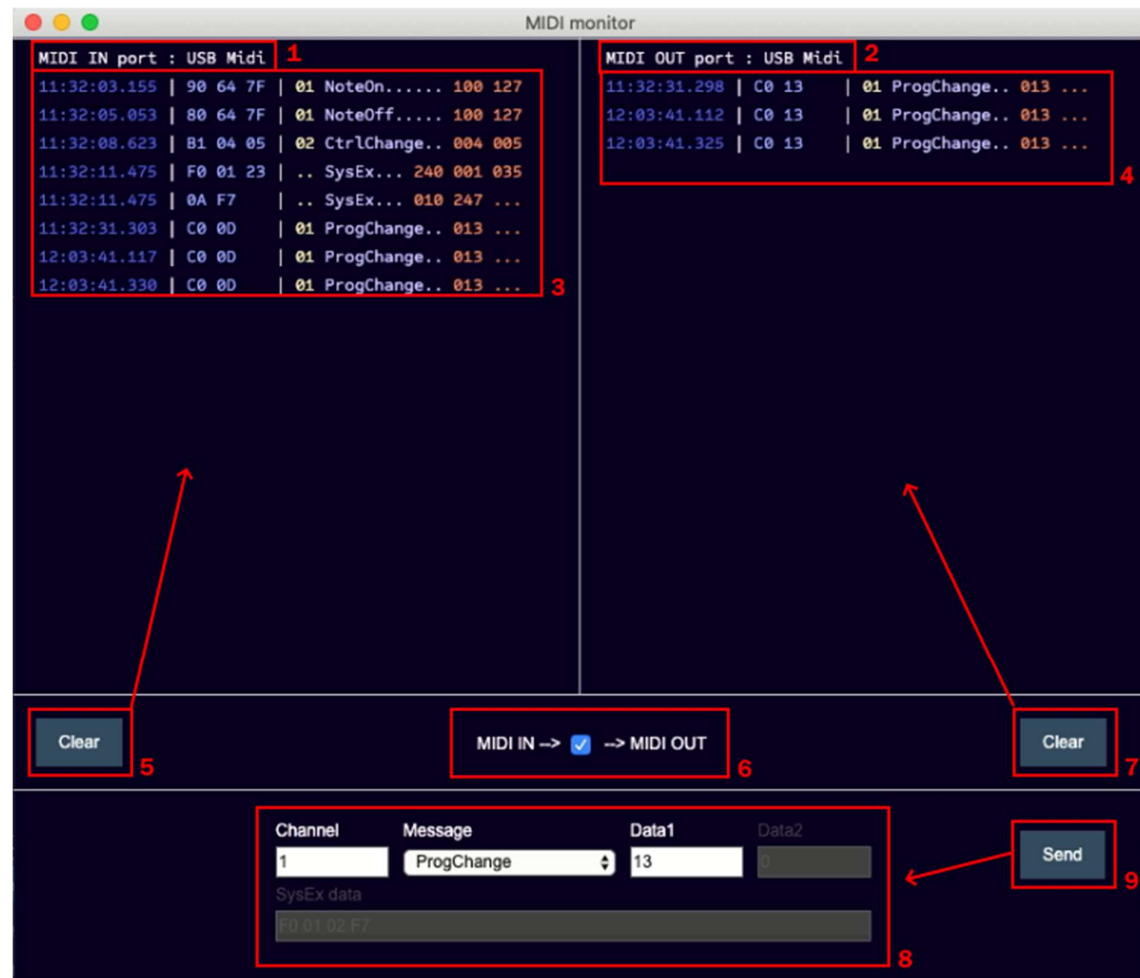 MIDI monitor
MIDI IN port : USB Midi 1
11:32:03.155 | 90 64 7F | 01 NoteOn...... 100 127
11:32:05.053 | 80 64 7F | 01 NoteOff..... 100 127
11:32:08.623 | B1 04 05 | 02 CtrlChange.. 004 005
11:32:11.475 | F0 01 23 | .. SysEx... 240 001 035
11:32:11.475 | 0A F7 | .. SysEx... 010 247 ...
11:32:31.303 | C0 0D | 01 ProgChange.. 013 ...
12:03:41.117 | C0 0D | 01 ProgChange.. 013 ...
12:03:41.330 | C0 0D | 01 ProgChange.. 013 ...
3
MIDI OUT port : USB Midi 2
11:32:31.298 | C0 13 | 01 ProgChange.. 013 ...
12:03:41.112 | C0 13 | 01 ProgChange.. 013 ...
12:03:41.325 | C0 13 | 01 ProgChange.. 013 ...
4
Clear
5
MIDI IN --> --> MIDI OUT
6
Clear
7
Channel Message Data1 Data2
1 ProgChange 13 0
SysEx data
F0 01 02 F7
8
Send
9